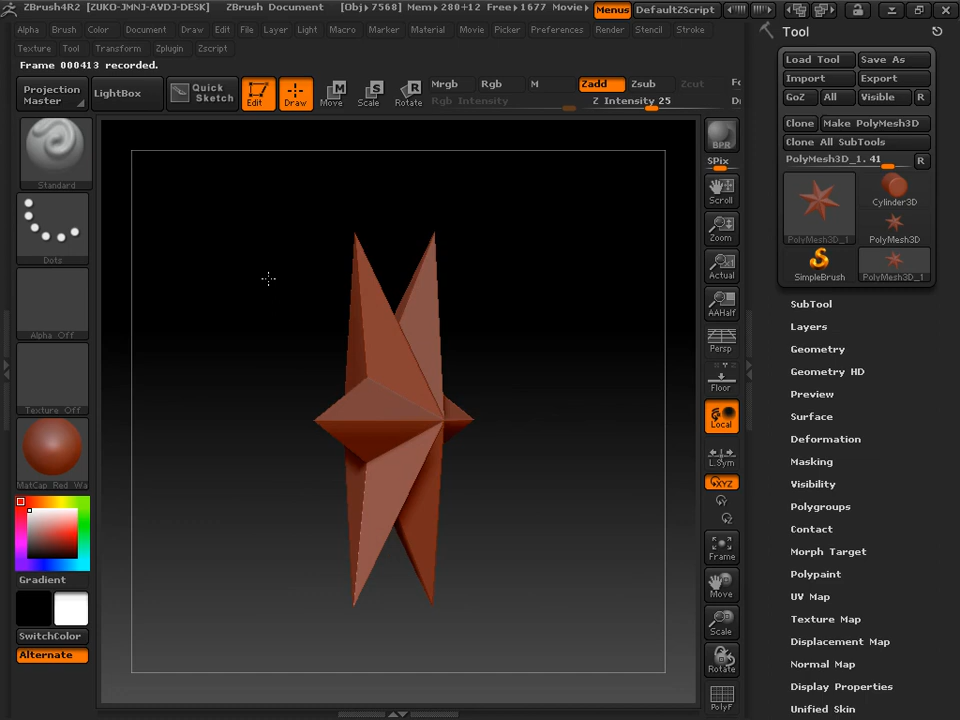 ZBrush4R2 [ZUKO-JMNJ-AVDJ-DESK] ZBrush Document [Obj▸7568] Mem▸280+12 Free▸1677 Movie▸ Menus DefaultZScript
Alpha Brush Color Document Draw Edit File Layer Light Macro Marker Material Movie Picker Preferences Render Stencil Stroke
Texture Tool Transform Zplugin Zscript
Frame 000413 recorded.
Projection Master
LightBox
Quick Sketch
Edit
Draw
Move
Scale
Rotate
Mrgb Rgb M Zadd Zsub Zcut Fo
Rgb Intensity Z Intensity 25
Standard
Dots
Alpha Off
Texture Off
MatCap Red Wa
Gradient
SwitchColor
Alternate
BPR
SPix
Scroll
Zoom
Actual
AAHalf
Persp
Floor
Local
L.Sym
XYZ
Y
Z
Frame
Move
Scale
Rotate
PolyF
Tool
Load Tool Save As
Import Export
GoZ All Visible R
Clone Make PolyMesh3D
Clone All SubTools
PolyMesh3D_1. 41 R
PolyMesh3D_1
Cylinder3D
PolyMesh3D
SimpleBrush
PolyMesh3D_1
SubTool
Layers
Geometry
Geometry HD
Preview
Surface
Deformation
Masking
Visibility
Polygroups
Contact
Morph Target
Polypaint
UV Map
Texture Map
Displacement Map
Normal Map
Display Properties
Unified Skin